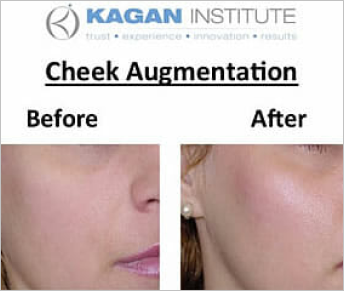 KAGAN INSTITUTE
trust • experience • innovation • results
Cheek Augmentation
Before
After